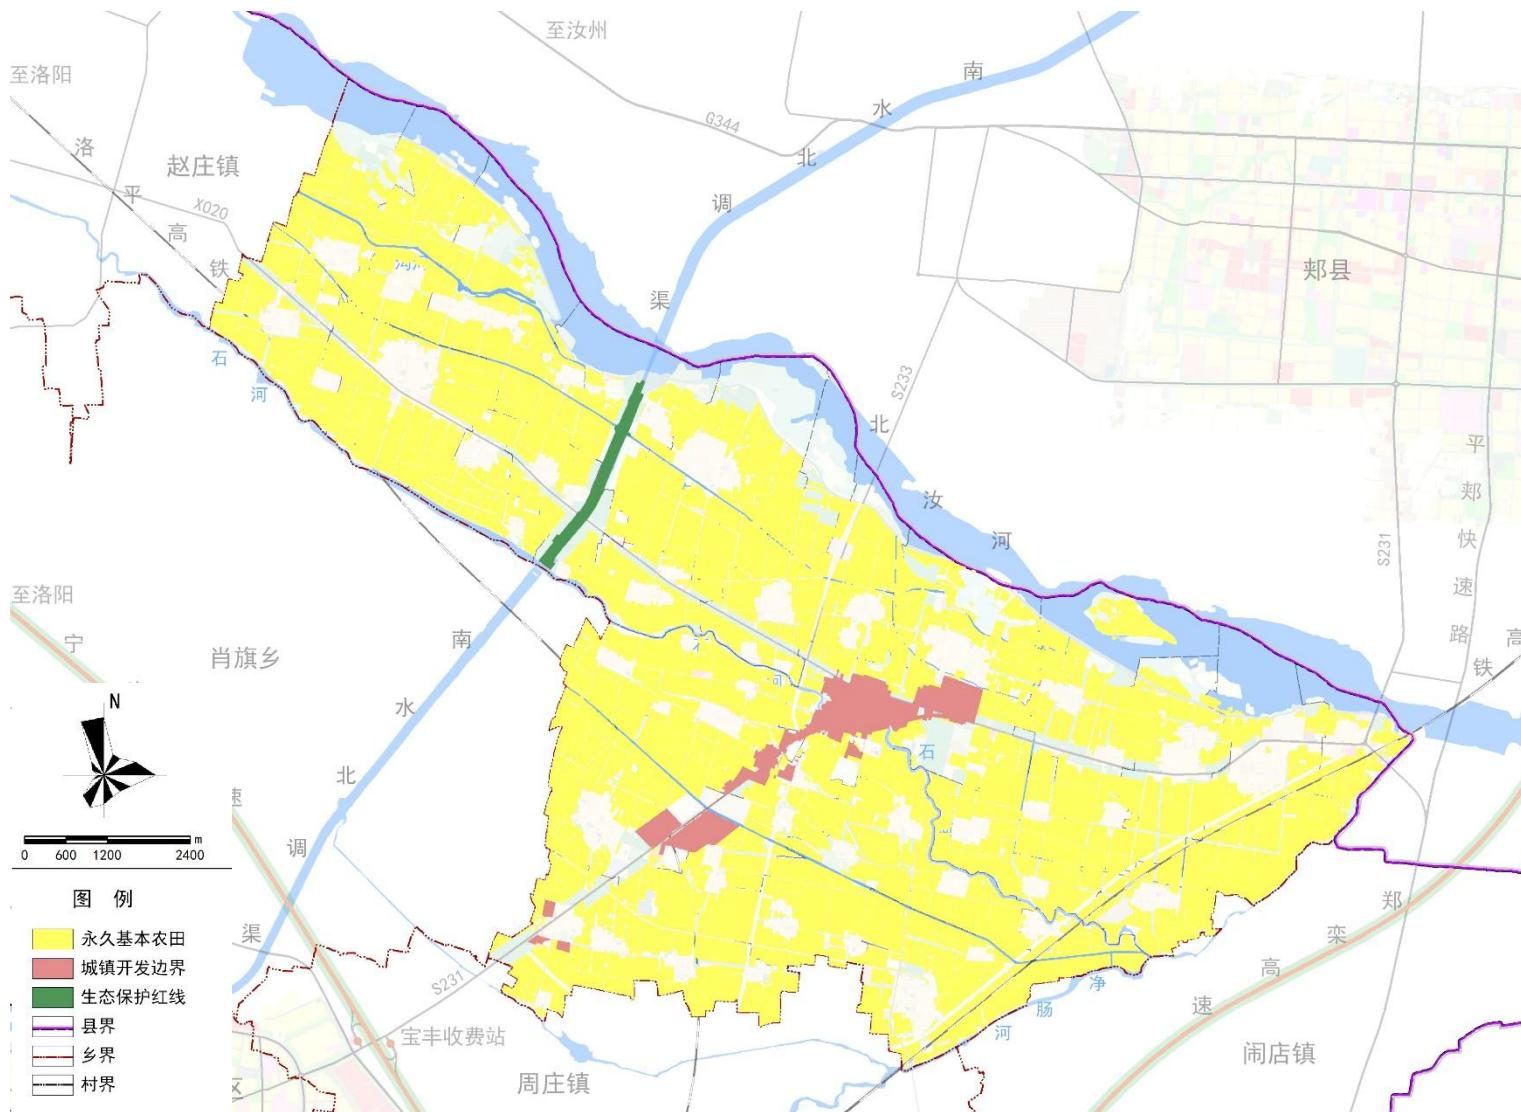 至汝州
至洛阳
南
水
G344
北
洛
赵庄镇
平
调
X020
高
铁
渠
郏县
石
河
S233
北
平
郏
汝
河
快
S231
速
路
至洛阳
宁
肖旗乡
南
高
铁
水
河
石
北
调
速
渠
郑
栾
高
速
S231
净
肠
河
宝丰收费站
周庄镇
闹店镇
区
N
0 600 1200 2400 m
图 例
永久基本农田
城镇开发边界
生态保护红线
县界
乡界
村界